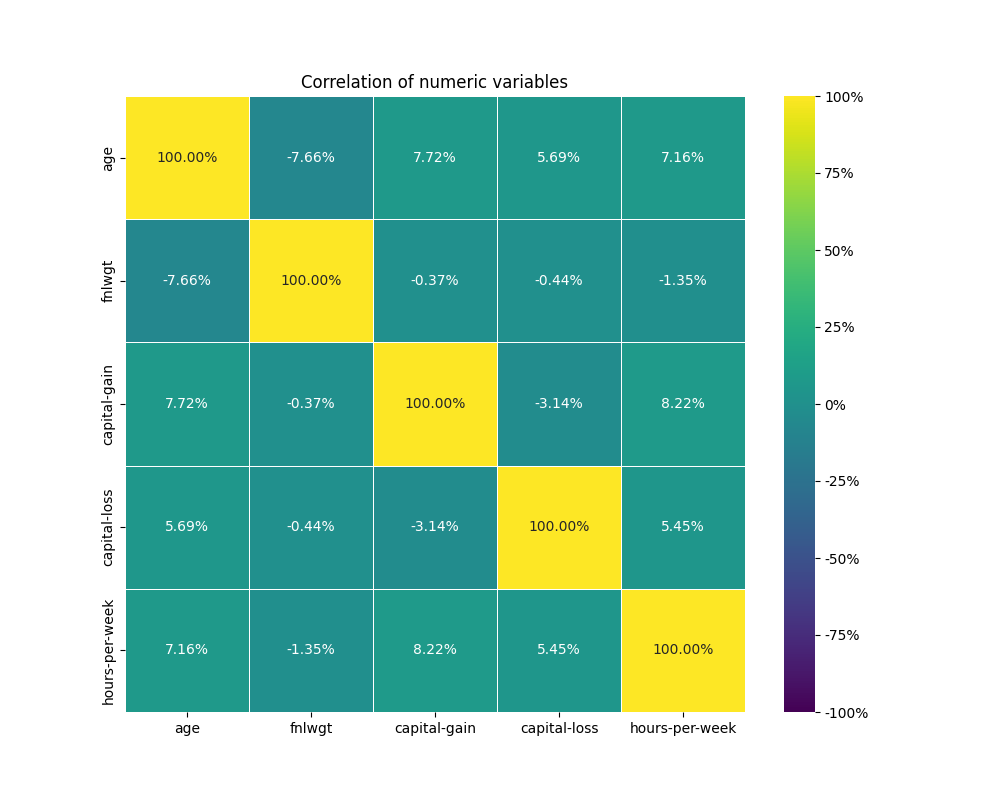 Correlation of numeric variables
age 100.00% -7.66% 7.72% 5.69% 7.16%
fnlwgt -7.66% 100.00% -0.37% -0.44% -1.35%
capital-gain 7.72% -0.37% 100.00% -3.14% 8.22%
capital-loss 5.69% -0.44% -3.14% 100.00% 5.45%
hours-per-week 7.16% -1.35% 8.22% 5.45% 100.00%
age fnlwgt capital-gain capital-loss hours-per-week
100%
75%
50%
25%
0%
-25%
-50%
-75%
-100%